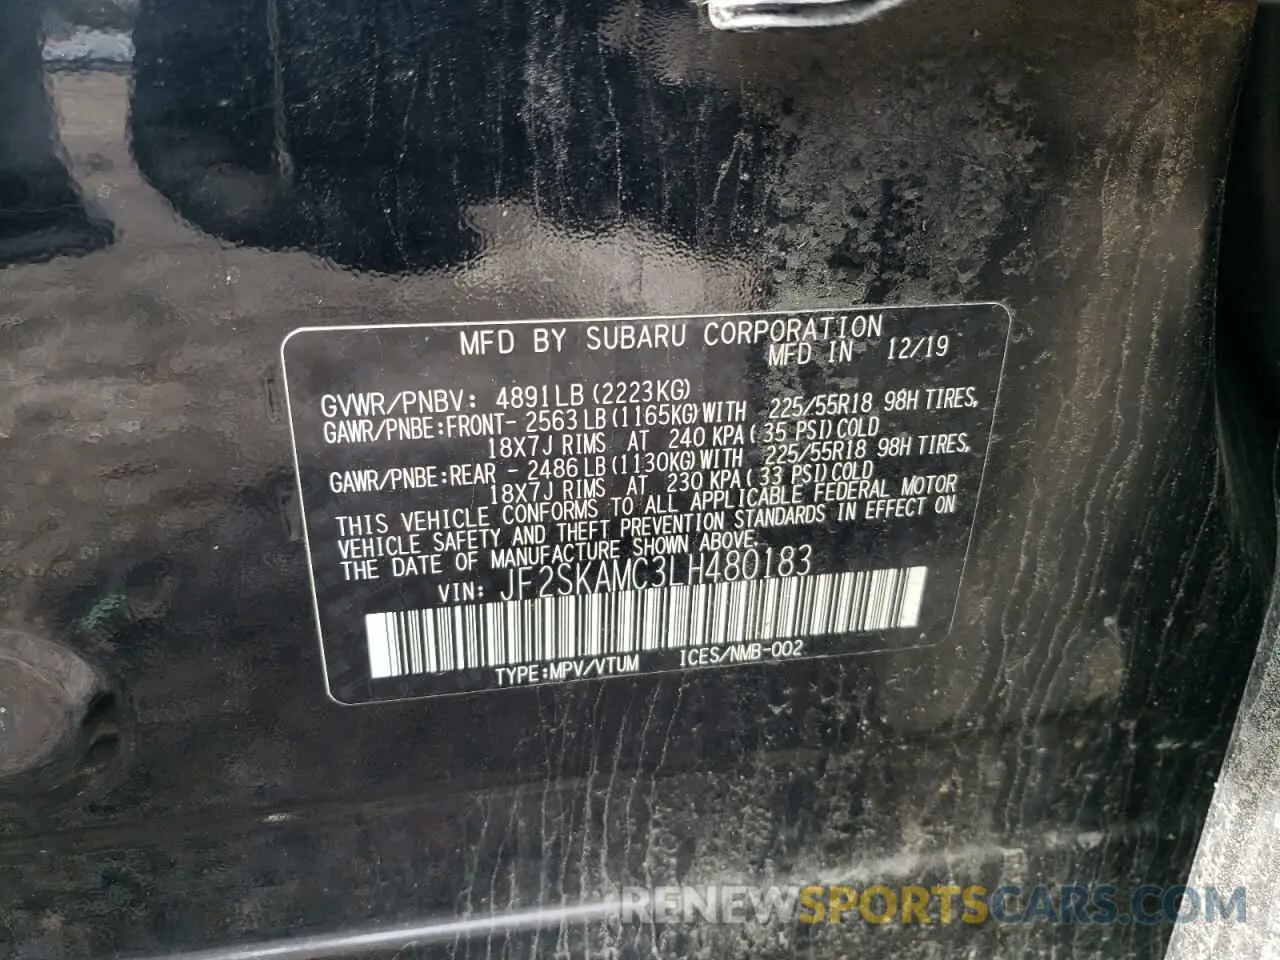 MFD BY SUBARU CORPORATION
MFD IN 12/19
GVWR/PNBV: 4891LB(2223KG)
GAWR/PNBE:FRONT- 2563LB(1165KG)WITH 225/55R18 98H TIRES,
18X7J RIMS AT 240 KPA(35 PSI)COLD
GAWR/PNBE:REAR - 2486LB(1130KG)WITH 225/55R18 98H TIRES,
18X7J RIMS AT 230 KPA(33 PSI)COLD
THIS VEHICLE CONFORMS TO ALL APPLICABLE FEDERAL MOTOR
VEHICLE SAFETY AND THEFT PREVENTION STANDARDS IN EFFECT ON
THE DATE OF MANUFACTURE SHOWN ABOVE.
VIN: JF2SKAMC3LH480183
TYPE:MPV/VTUM ICES/NMB-002
RENEWSPORTSCARS.COM